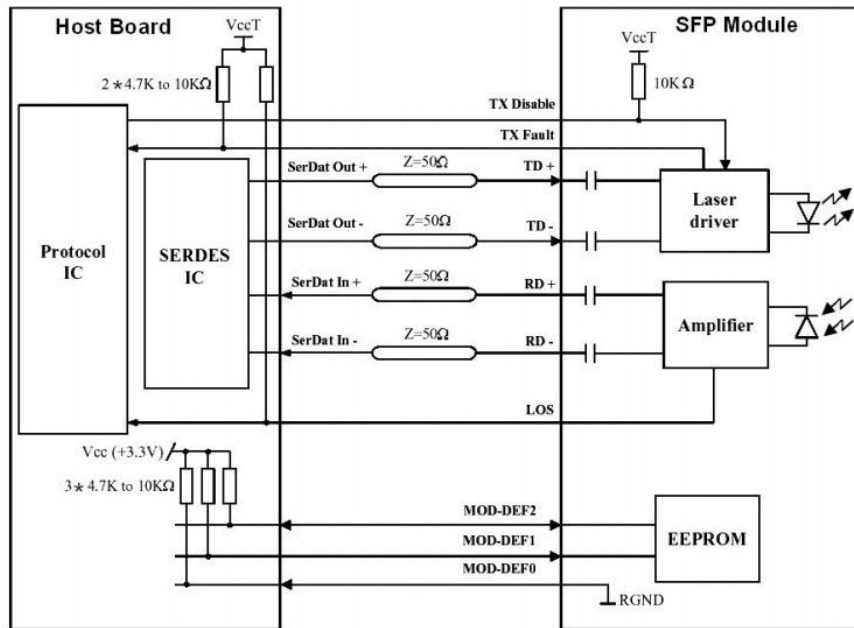 Host Board
SFP Module
VccT
VccT
2*4.7K to 10KΩ
10KΩ
TX Disable
TX Fault
SerDat Out +
Z=50Ω
TD +
SerDat Out -
Z=50Ω
TD -
Laser
driver
Protocol
IC
SERDES
IC
SerDat In +
Z=50Ω
RD +
SerDat In -
Z=50Ω
RD -
Amplifier
LOS
Vcc (+3.3V)
3*4.7K to 10KΩ
MOD-DEF2
MOD-DEF1
MOD-DEF0
EEPROM
RGND